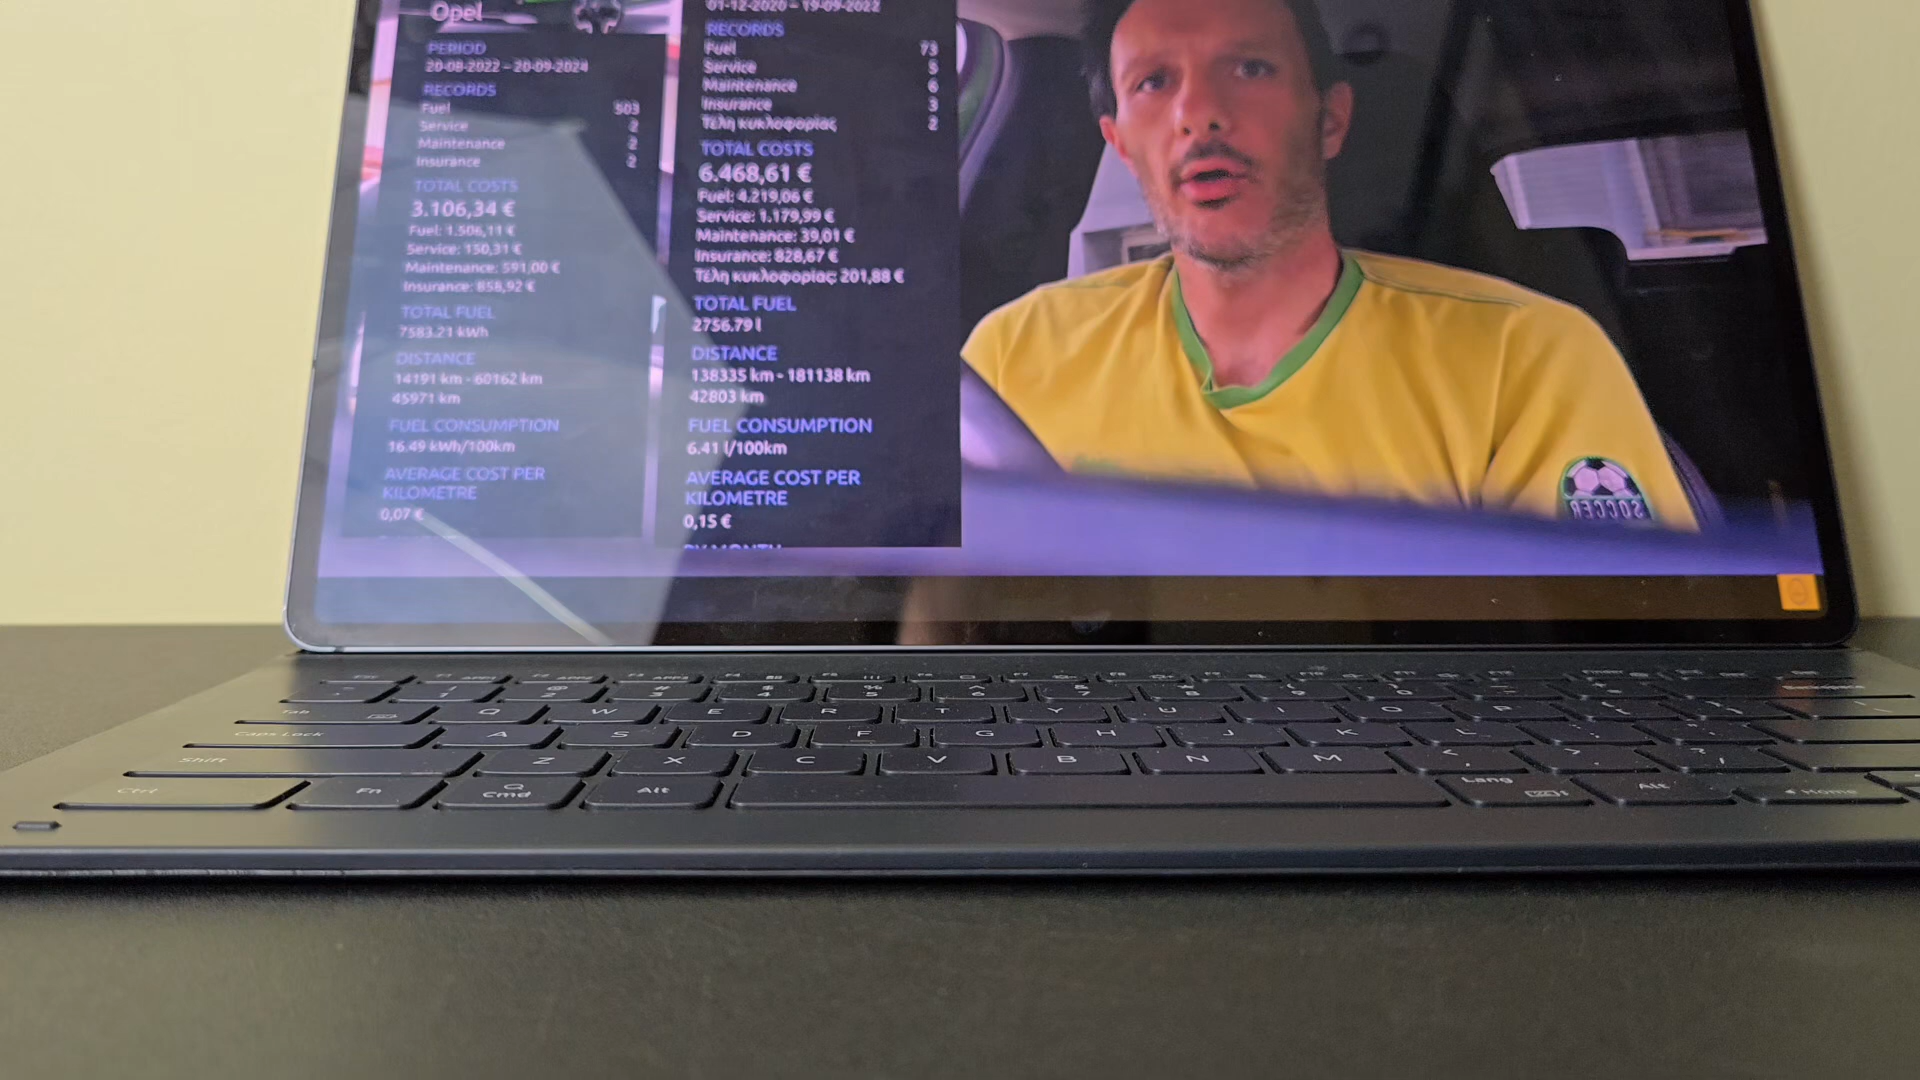 Opel
PERIOD
20-08-2022 – 20-09-2024
RECORDS
Fuel 503
Service 2
Maintenance 2
Insurance 2
TOTAL COSTS
3.106,34 €
Fuel: 1.506,11 €
Service: 150,31 €
Maintenance: 591,00 €
Insurance: 858,92 €
TOTAL FUEL
7583.21 kWh
DISTANCE
14191 km - 60162 km
45971 km
FUEL CONSUMPTION
16.49 kWh/100km
AVERAGE COST PER
KILOMETRE
0,07 €
01-12-2020 – 19-09-2022
RECORDS
Fuel 73
Service 5
Maintenance 6
Insurance 3
Τέλη κυκλοφορίας 2
TOTAL COSTS
6.468,61 €
Fuel: 4.219,06 €
Service: 1.179,99 €
Maintenance: 39,01 €
Insurance: 828,67 €
Τέλη κυκλοφορίας: 201,88 €
TOTAL FUEL
2756.79 l
DISTANCE
138335 km - 181138 km
42803 km
FUEL CONSUMPTION
6.41 l/100km
AVERAGE COST PER
KILOMETRE
0,15 €
BY MONTH
SOCCER
Tab Q W E R T Y U I O P
Caps Lock A S D F G H J K L
Shift Z X C V B N M
Ctrl Fn Cmd Alt Lang Alt Home